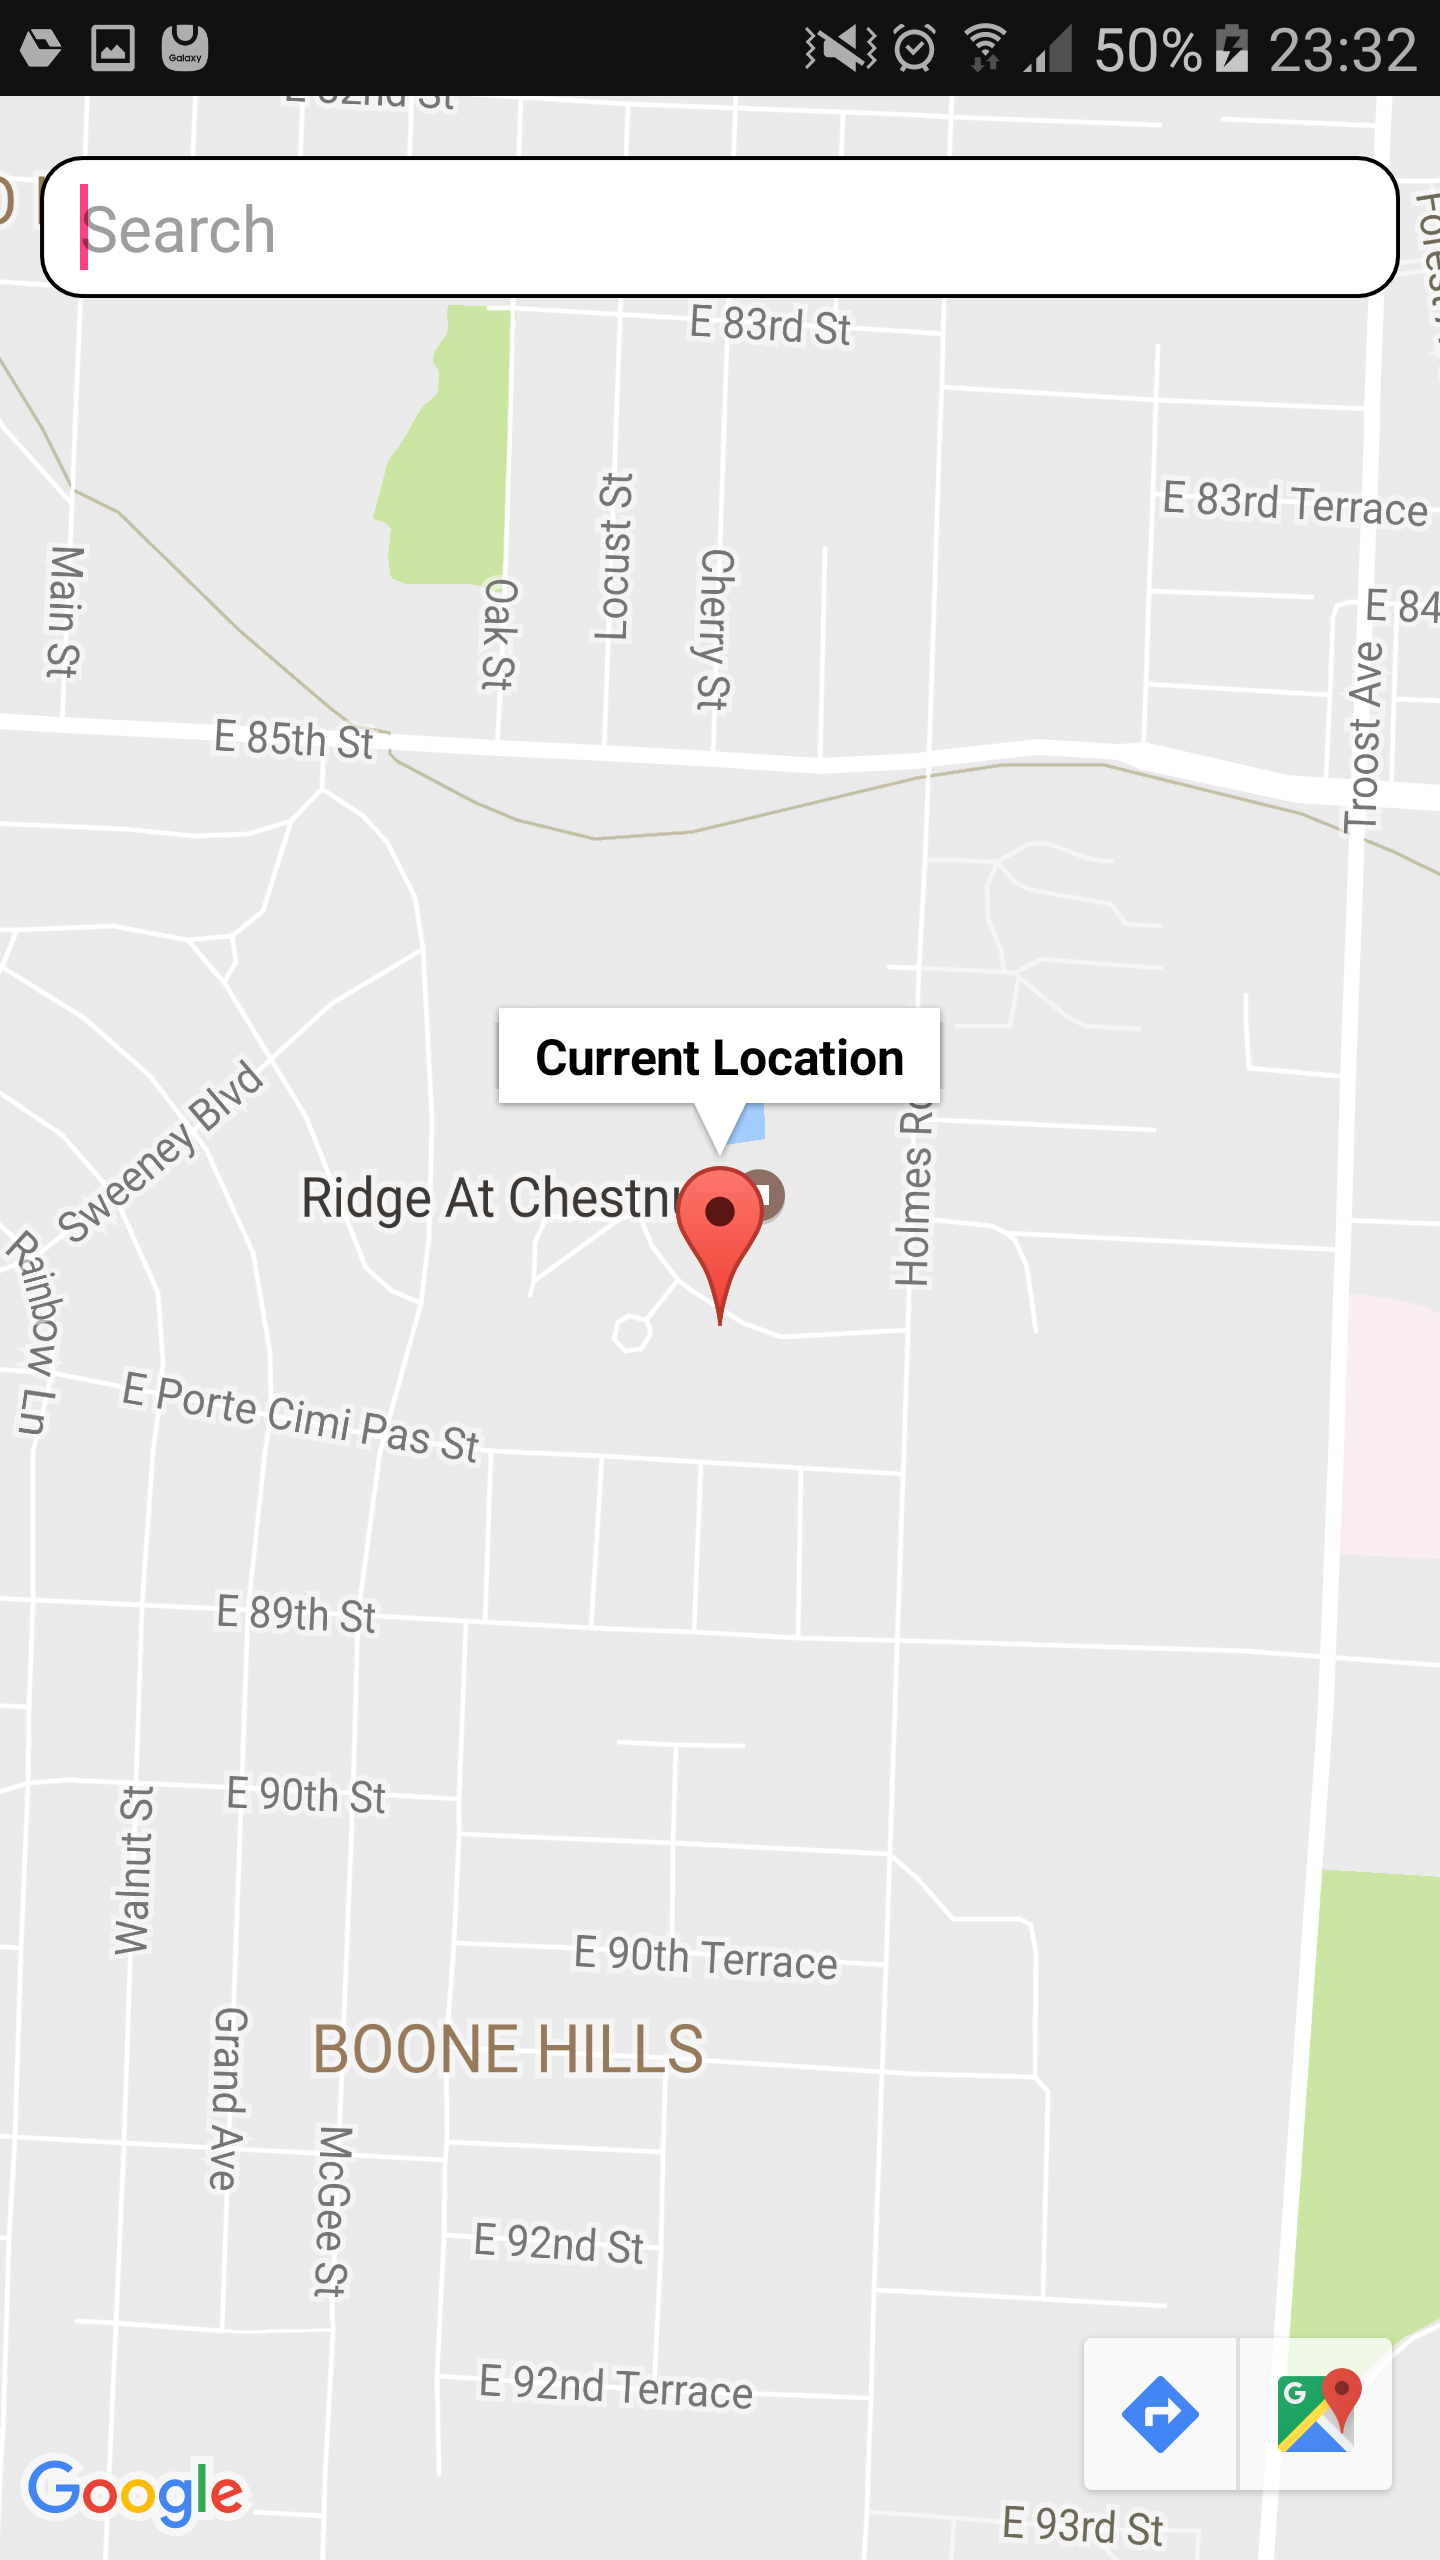 Galaxy
50%
23:32
Search
E 83rd St
E 83rd Terrace
E 84
Main St
Oak St
Locust St
Cherry St
Troost Ave
E 85th St
Current Location
Holmes
Sweeney Blvd
Ridge At
Rainbow Ln
E Porte Cimi Pas St
E 89th St
E 90th St
Walnut St
E 90th Terrace
BOONE HILLS
Grand Ave
McGee St
E 92nd St
E 92nd Terrace
G
Google
E 93rd St